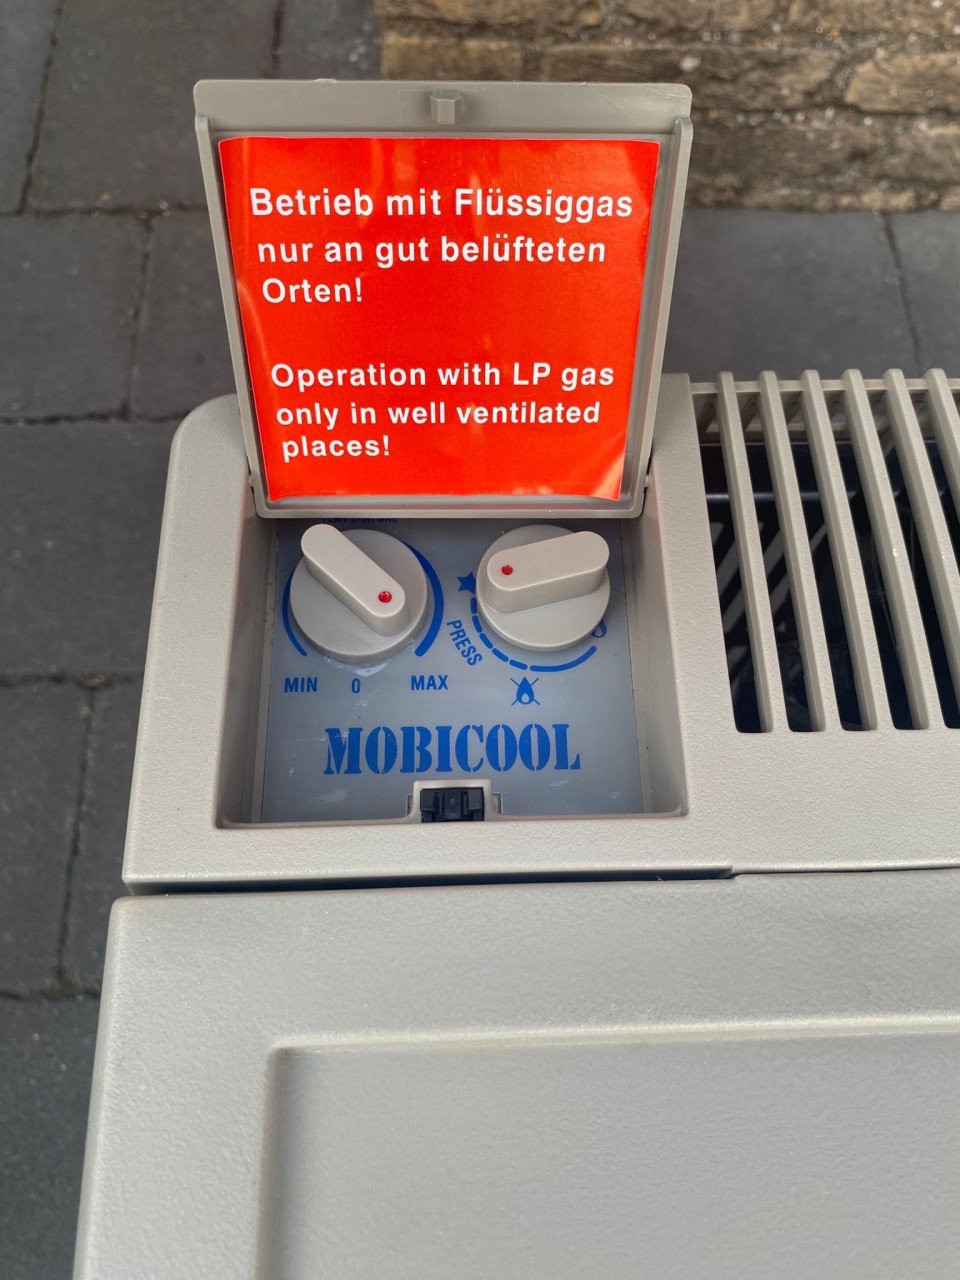 Betrieb mit Flüssiggas
nur an gut belüfteten
Orten!
Operation with LP gas
only in well ventilated
places!
TEMPERATURE
PRESS
MIN 0 MAX
MOBICOOL